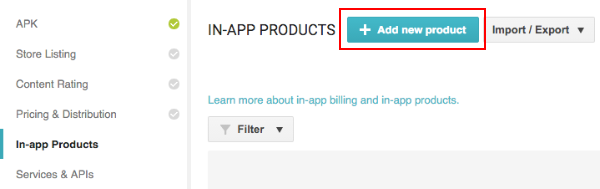 APK
Store Listing
Content Rating
Pricing & Distribution
In-app Products
Services & APIs
IN-APP PRODUCTS
+ Add new product
Import / Export
Learn more about in-app billing and in-app products.
Filter